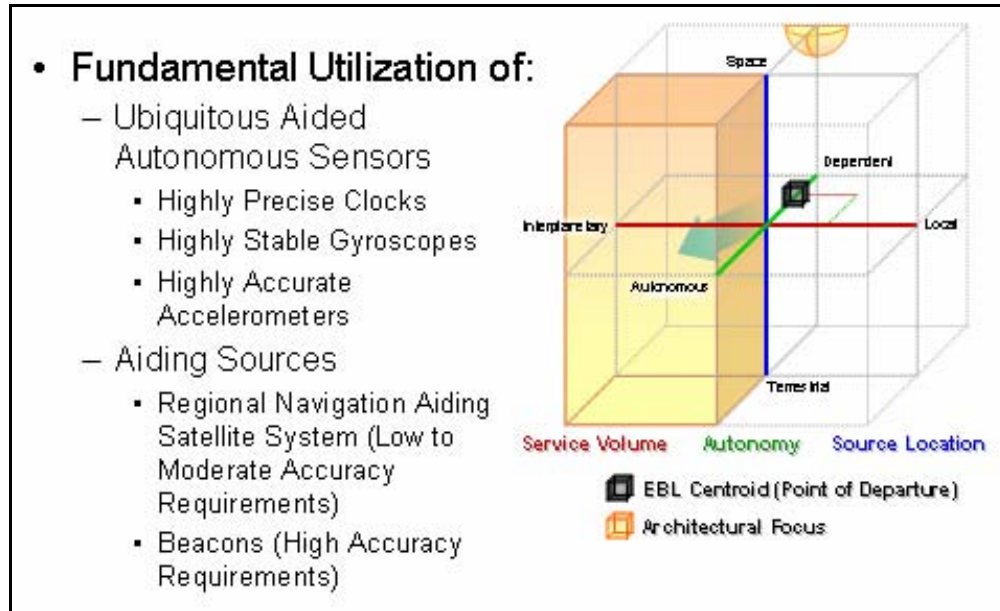 • Fundamental Utilization of:
– Ubiquitous Aided
Autonomous Sensors
▪ Highly Precise Clocks
▪ Highly Stable Gyroscopes
▪ Highly Accurate
Accelerometers
– Aiding Sources
▪ Regional Navigation Aiding
Satellite System (Low to
Moderate Accuracy
Requirements)
▪ Beacons (High Accuracy
Requirements)
Space
Dependent
Interplanetary
Local
Autonomous
Terrestrial
Service Volume Autonomy Source Location
EBL Centroid (Point of Departure)
Architectural Focus